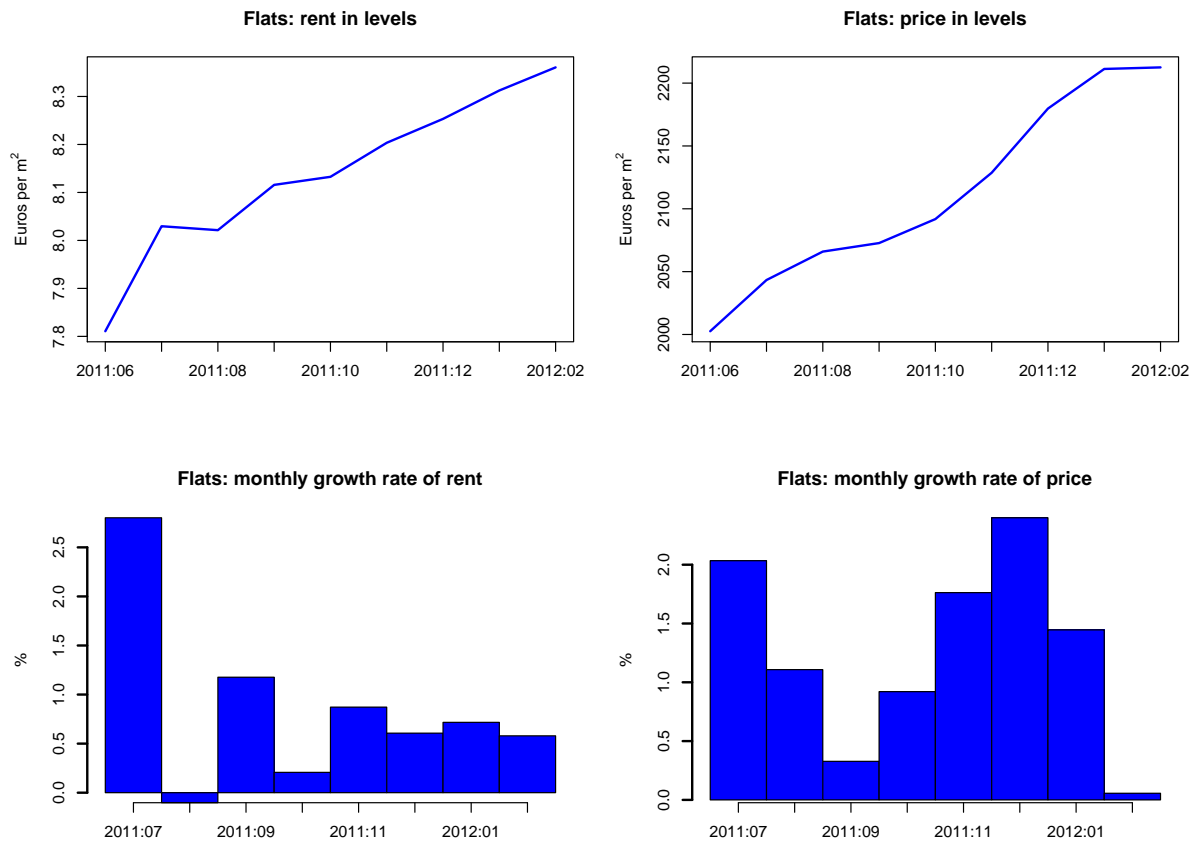 Flats: rent in levels
Euros per m²
8.3
8.2
8.1
8.0
7.9
7.8
2011:06 2011:08 2011:10 2011:12 2012:02
Flats: price in levels
Euros per m²
2200
2150
2100
2050
2000
2011:06 2011:08 2011:10 2011:12 2012:02
Flats: monthly growth rate of rent
%
2.5
2.0
1.5
1.0
0.5
0.0
2011:07 2011:09 2011:11 2012:01
Flats: monthly growth rate of price
%
2.0
1.5
1.0
0.5
0.0
2011:07 2011:09 2011:11 2012:01